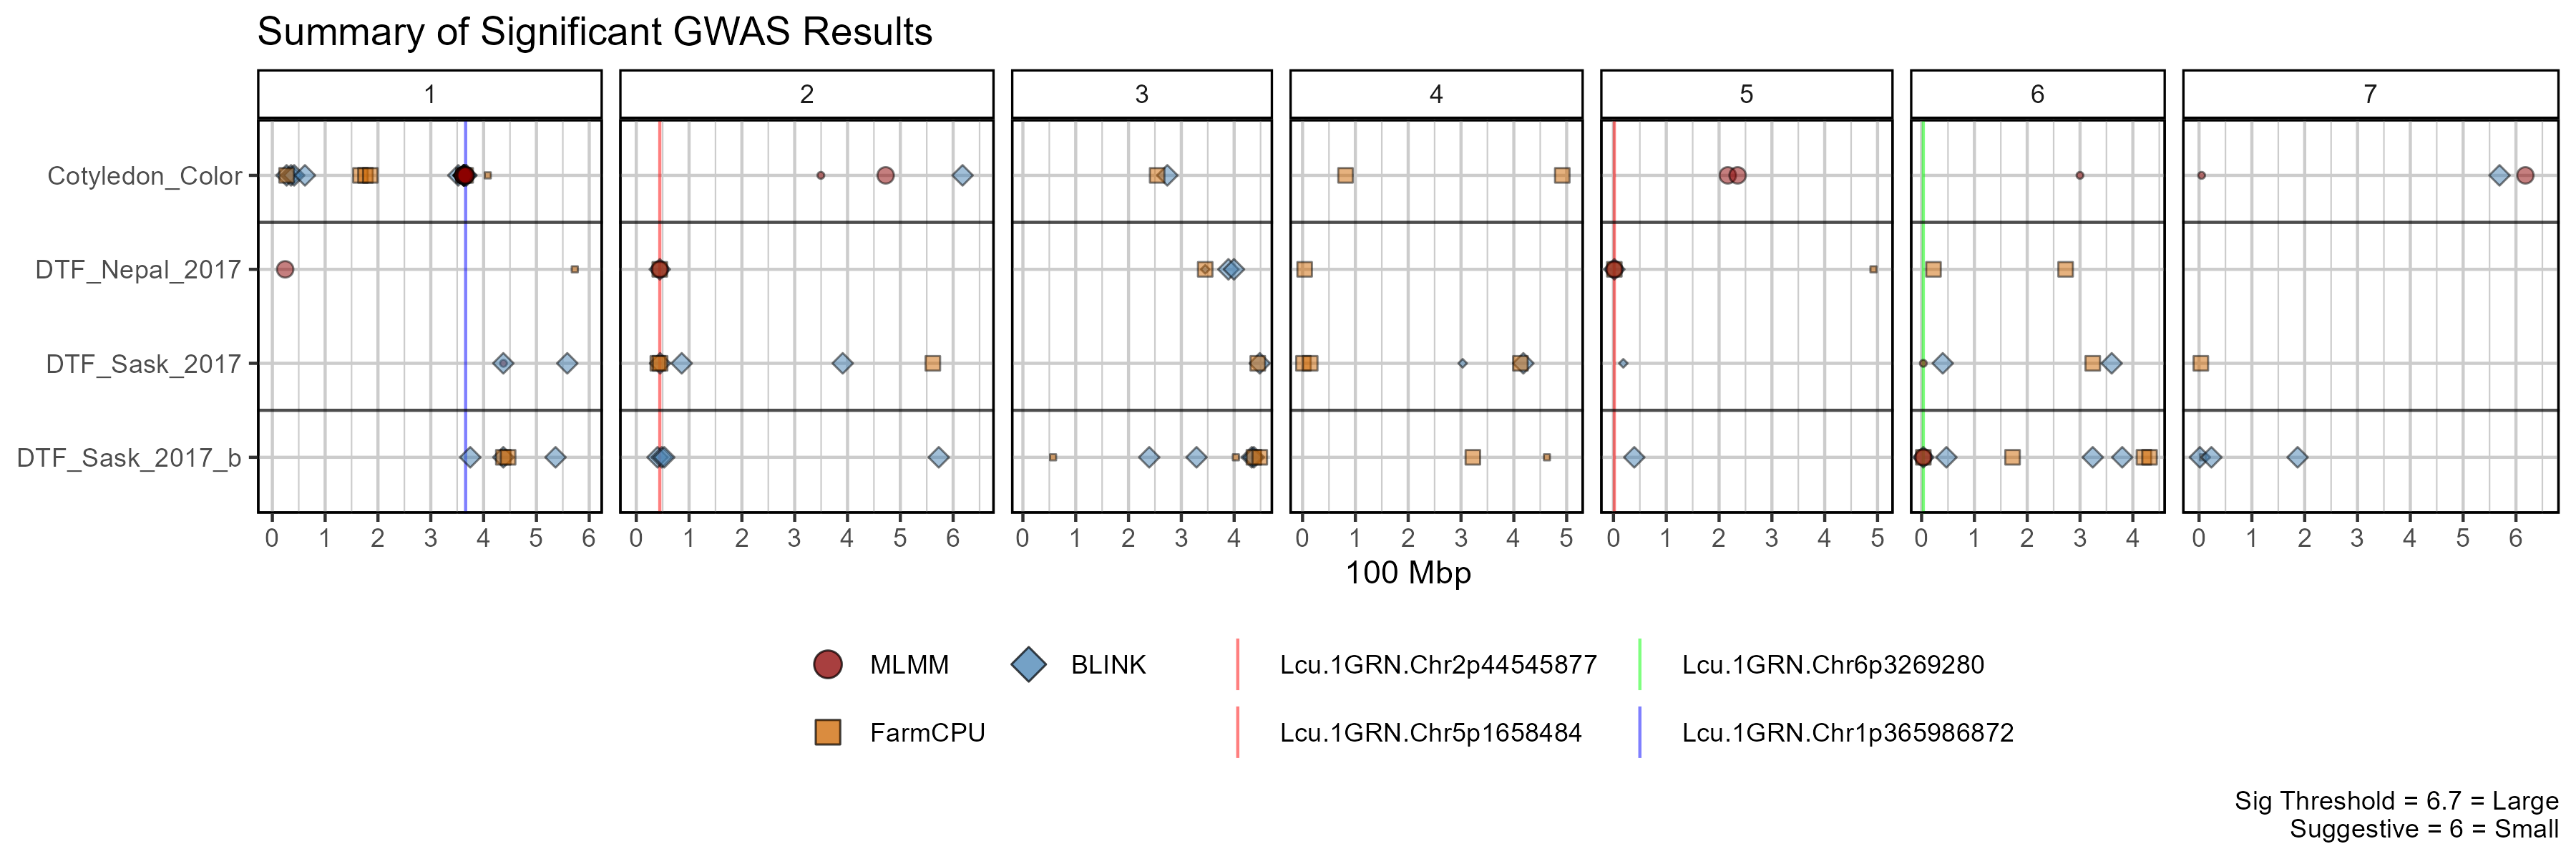 Summary of Significant GWAS Results
1 2 3 4 5 6 7
Cotyledon_Color
DTF_Nepal_2017
DTF_Sask_2017
DTF_Sask_2017_b
0 1 2 3 4 5 6 0 1 2 3 4 5 6 0 1 2 3 4 0 1 2 3 4 5 0 1 2 3 4 5 0 1 2 3 4 0 1 2 3 4 5 6
100 Mbp
MLMM BLINK Lcu.1GRN.Chr2p44545877 Lcu.1GRN.Chr6p3269280
FarmCPU Lcu.1GRN.Chr5p1658484 Lcu.1GRN.Chr1p365986872
Sig Threshold = 6.7 = Large
Suggestive = 6 = Small